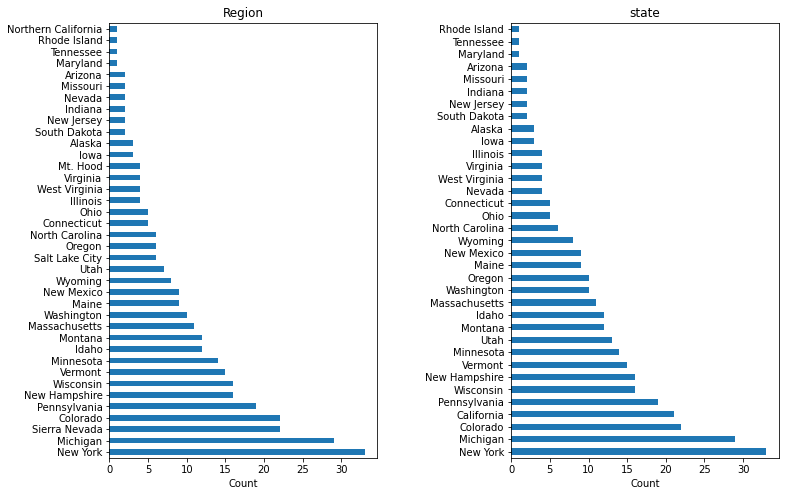 Region
Northern California
Rhode Island
Tennessee
Maryland
Arizona
Missouri
Nevada
Indiana
New Jersey
South Dakota
Alaska
Iowa
Mt. Hood
Virginia
West Virginia
Illinois
Ohio
Connecticut
North Carolina
Oregon
Salt Lake City
Utah
Wyoming
New Mexico
Maine
Washington
Massachusetts
Montana
Idaho
Minnesota
Vermont
Wisconsin
New Hampshire
Pennsylvania
Colorado
Sierra Nevada
Michigan
New York
0 5 10 15 20 25 30
Count
state
Rhode Island
Tennessee
Maryland
Arizona
Missouri
Indiana
New Jersey
South Dakota
Alaska
Iowa
Illinois
Virginia
West Virginia
Nevada
Connecticut
Ohio
North Carolina
Wyoming
New Mexico
Maine
Oregon
Washington
Massachusetts
Idaho
Montana
Utah
Minnesota
Vermont
New Hampshire
Wisconsin
Pennsylvania
California
Colorado
Michigan
New York
0 5 10 15 20 25 30
Count